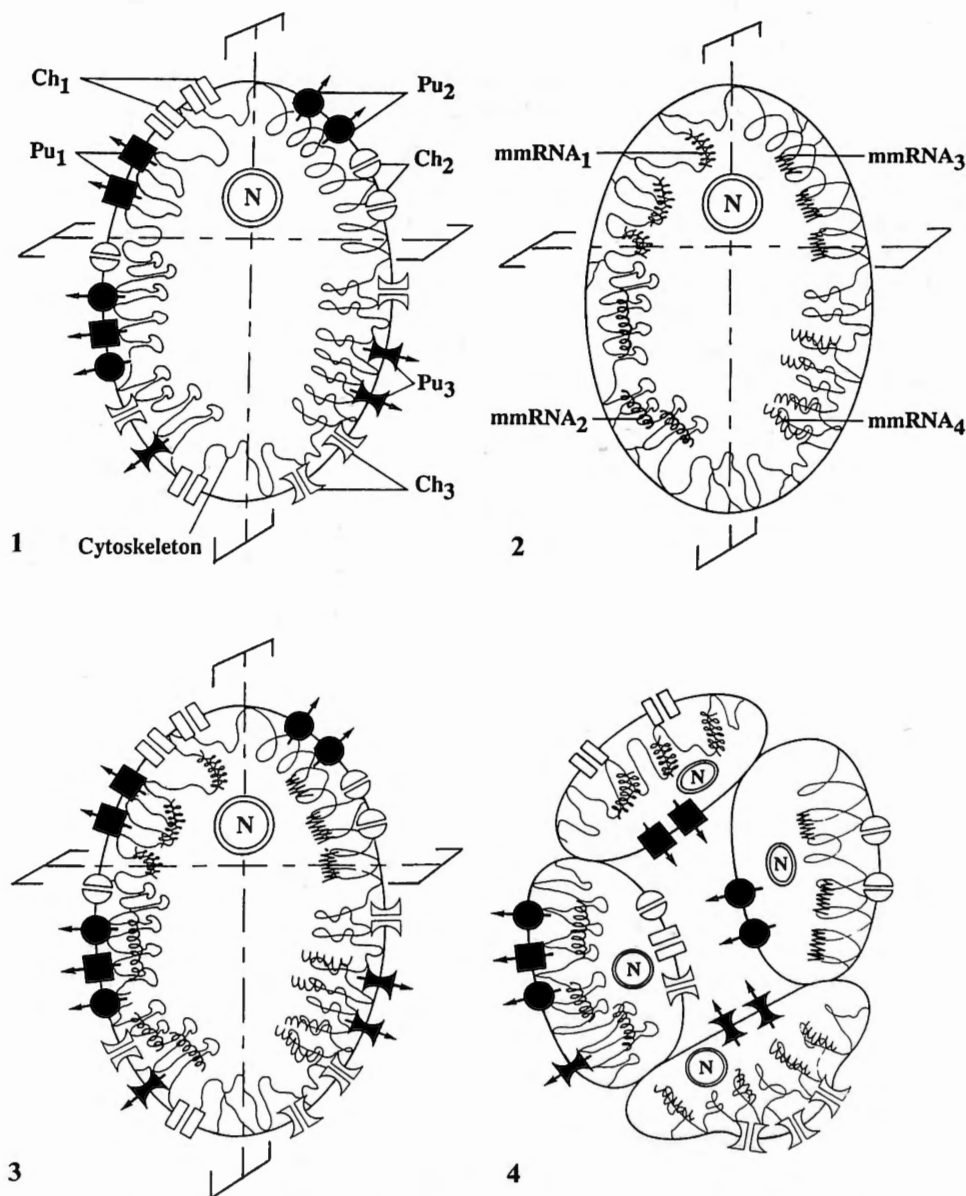 Ch1
Pu2
Pu1
Ch2
N
Pu3
Ch3
Cytoskeleton
1
mmRNA1
mmRNA3
N
mmRNA2
mmRNA4
2
N
3
N
N
N
N
4